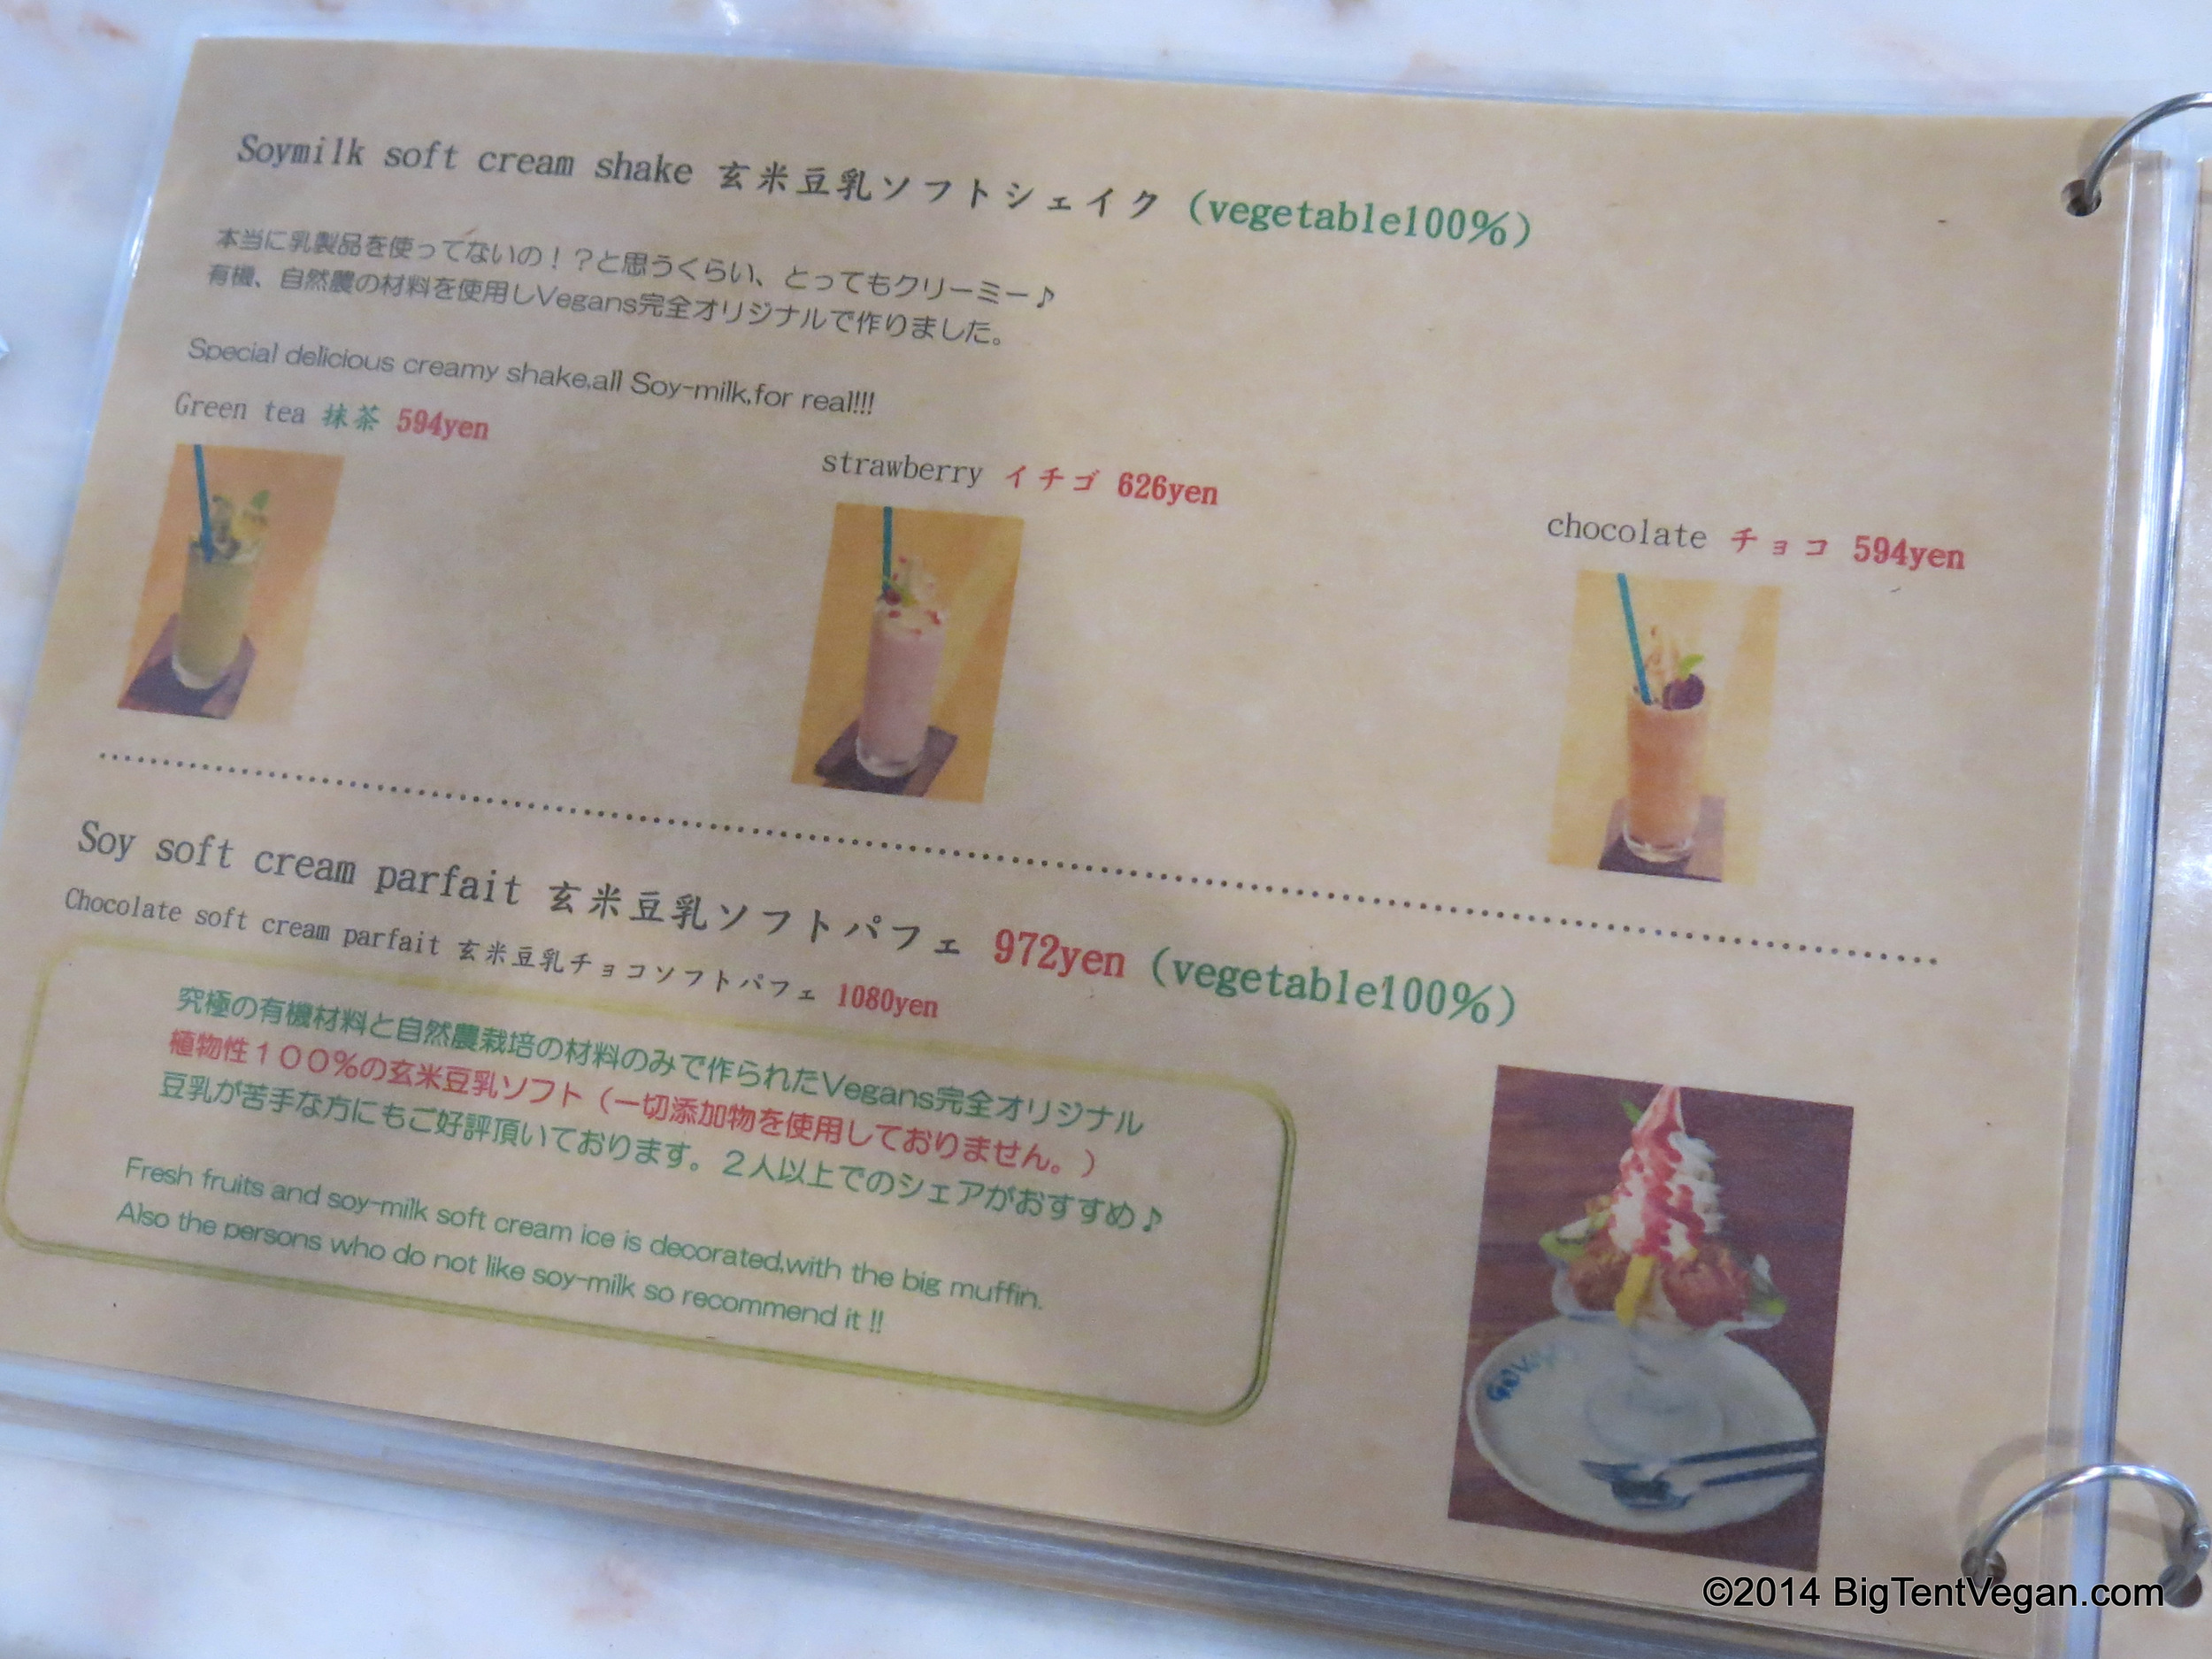 Soymilk soft cream shake 玄米豆乳ソフトシェイク (vegetable100%)
本当に乳製品を使ってないの！？と思うくらい、とってもクリーミー♪
有機、自然農の材料を使用しVegans完全オリジナルで作りました。
Special delicious creamy shake,all Soy-milk,for real!!!
Green tea 抹茶 594yen
strawberry イチゴ 626yen
chocolate チョコ 594yen
Soy soft cream parfait 玄米豆乳ソフトパフェ 972yen (vegetable100%)
Chocolate soft cream parfait 玄米豆乳チョコソフトパフェ 1080yen
究極の有機材料と自然農栽培の材料のみで作られたVegans完全オリジナル
植物性１００％の玄米豆乳ソフト（一切添加物を使用しておりません。）
豆乳が苦手な方にもご好評頂いております。２人以上でのシェアがおすすめ♪
Fresh fruits and soy-milk soft cream ice is decorated,with the big muffin.
Also the persons who do not like soy-milk so recommend it !!
©2014 BigTentVegan.com